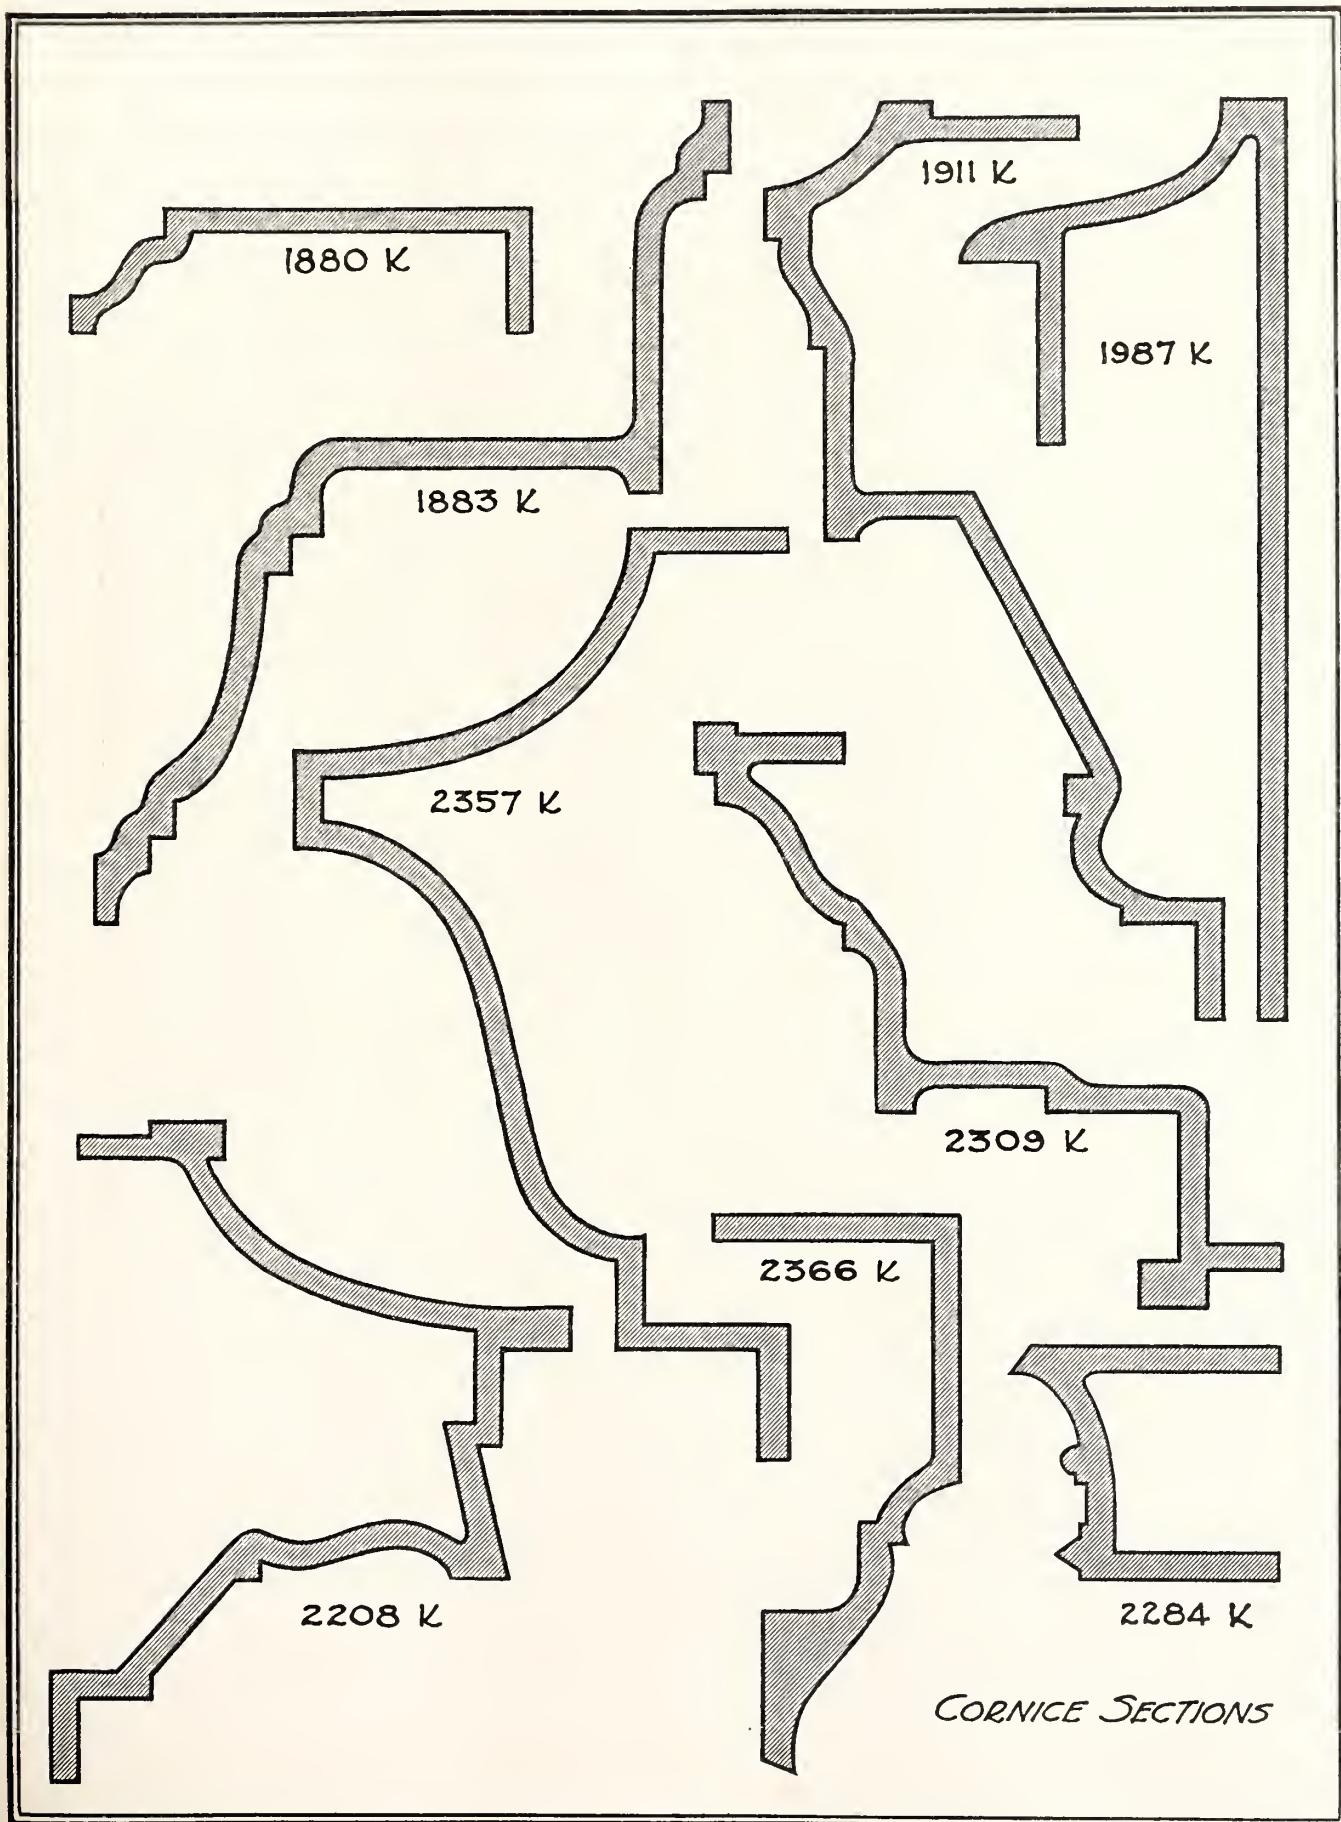 1911 K
1880 K
1987 K
1883 K
2357 K
2309 K
2366 K
2208 K
2284 K
CORNICE SECTIONS